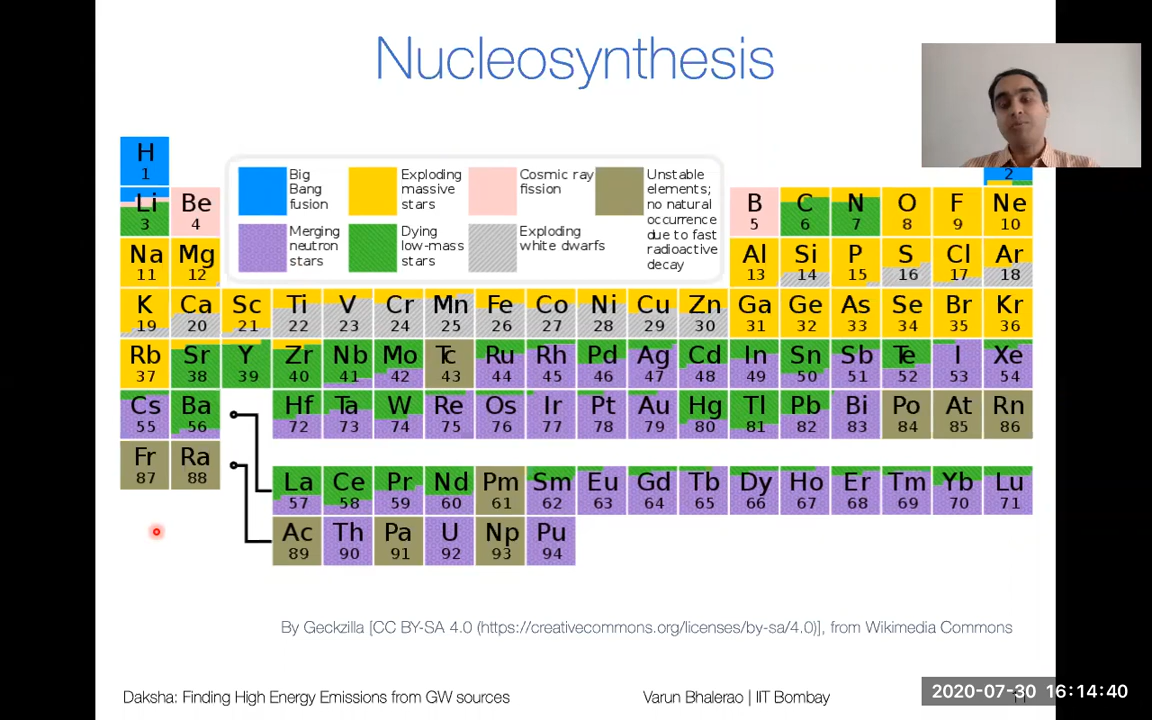 Nucleosynthesis
H
1
2
Li Be B C N O F Ne
3 4 5 6 7 8 9 10
Na Mg Al Si P S Cl Ar
11 12 13 14 15 16 17 18
Big
Bang
fusion
Exploding
massive
stars
Cosmic ray
fission
Unstable
elements;
no natural
occurrence
due to fast
radioactive
decay
Merging
neutron
stars
Dying
low-mass
stars
Exploding
white dwarfs
K Ca Sc Ti V Cr Mn Fe Co Ni Cu Zn Ga Ge As Se Br Kr
19 20 21 22 23 24 25 26 27 28 29 30 31 32 33 34 35 36
Rb Sr Y Zr Nb Mo Tc Ru Rh Pd Ag Cd In Sn Sb Te I Xe
37 38 39 40 41 42 43 44 45 46 47 48 49 50 51 52 53 54
Cs Ba Hf Ta W Re Os Ir Pt Au Hg Tl Pb Bi Po At Rn
55 56 72 73 74 75 76 77 78 79 80 81 82 83 84 85 86
Fr Ra
87 88
La Ce Pr Nd Pm Sm Eu Gd Tb Dy Ho Er Tm Yb Lu
57 58 59 60 61 62 63 64 65 66 67 68 69 70 71
Ac Th Pa U Np Pu
89 90 91 92 93 94
By Geckzilla [CC BY-SA 4.0 (https://creativecommons.org/licenses/by-sa/4.0)], from Wikimedia Commons
Daksha: Finding High Energy Emissions from GW sources
Varun Bhalerao | IIT Bombay
2020-07-30 16:14:40